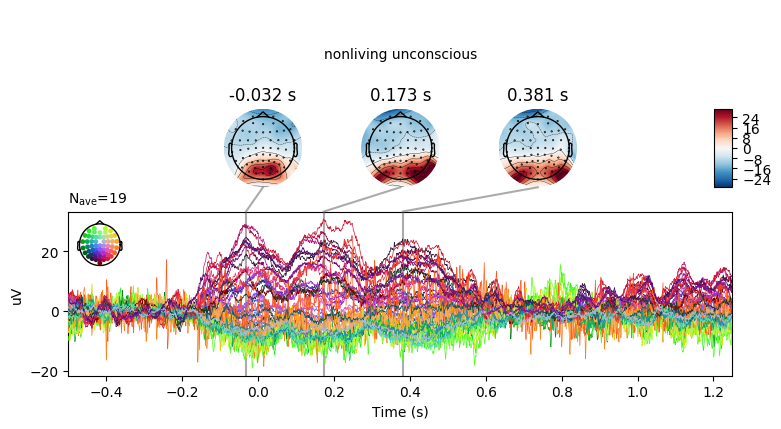 nonliving unconscious
-0.032 s 0.173 s 0.381 s
24
16
8
0
−8
−16
−24
Nave=19
20
0
−20
uV
−0.4 −0.2 0.0 0.2 0.4 0.6 0.8 1.0 1.2
Time (s)